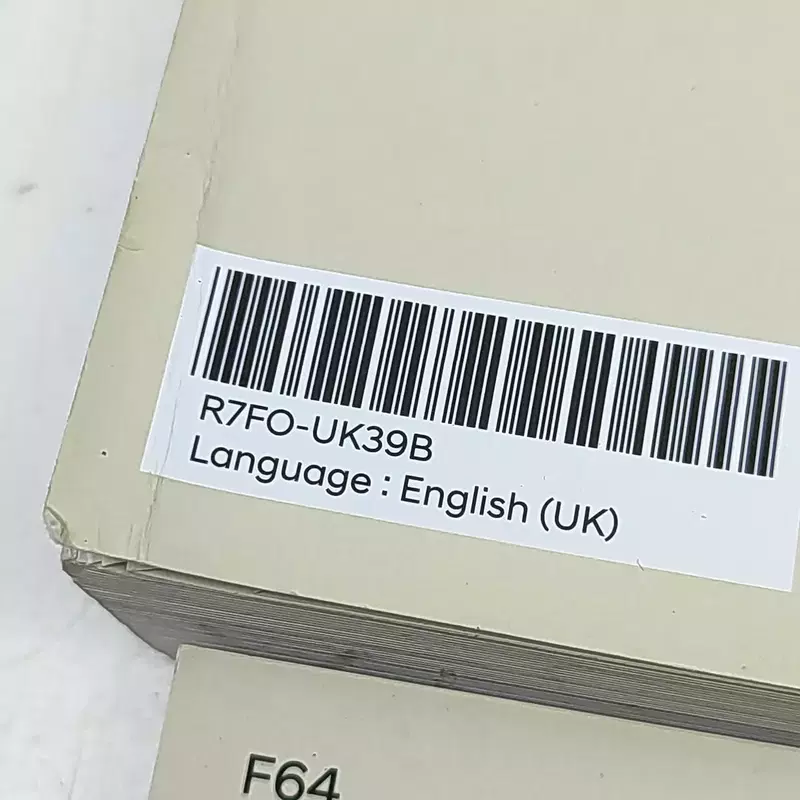 R7FO-UK39B
Language : English (UK)
F64